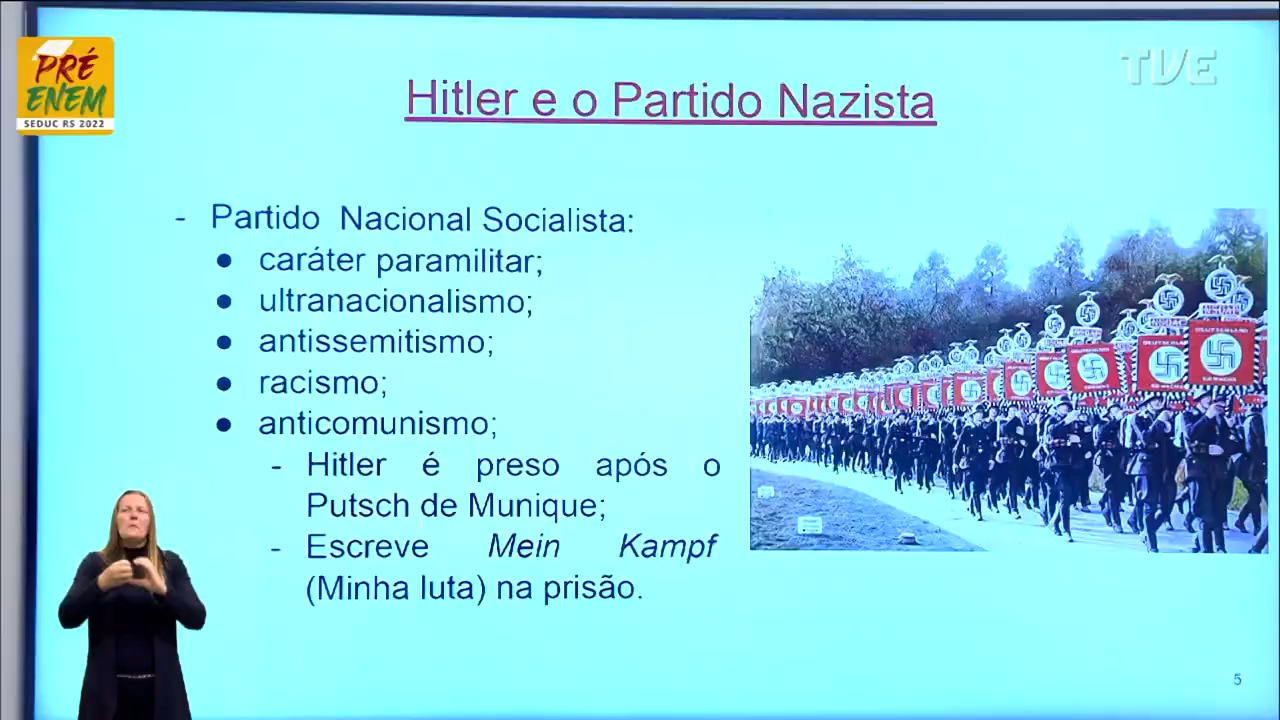 PRÉ
ENEM
SEDUC RS 2022
TVE
Hitler e o Partido Nazista
- Partido Nacional Socialista:
● caráter paramilitar;
● ultranacionalismo;
● antissemitismo;
● racismo;
● anticomunismo;
- Hitler é preso após o
Putsch de Munique;
- Escreve Mein Kampf
(Minha luta) na prisão.
DEUTSCHLAND
5